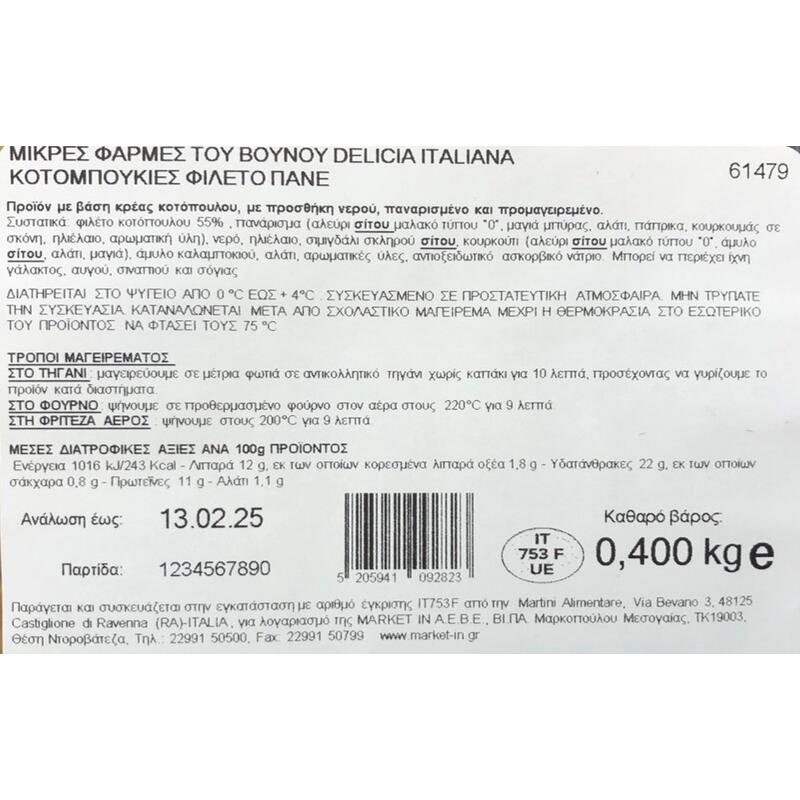 ΜΙΚΡΕΣ ΦΑΡΜΕΣ ΤΟΥ ΒΟΥΝΟΥ DELICIA ITALIANA
ΚΟΤΟΜΠΟΥΚΙΕΣ ΦΙΛΕΤΟ ΠΑΝΕ
61479
Προϊόν με βάση κρέας κοτόπουλου, με προσθήκη νερού, παναρισμένο και προμαγειρεμένο.
Συστατικά: φιλέτο κοτόπουλου 55% , πανάρισμα (αλεύρι σίτου μαλακό τύπου "0", μαγιά μπύρας, αλάτι, πάπρικα, κουρκουμάς σε
σκόνη, ηλιέλαιο, αρωματική ύλη), νερό, ηλιέλαιο, σιμιγδάλι σκληρού σίτου, κουρκούτι (αλεύρι σίτου μαλακό τύπου "0", άμυλο
σίτου, αλάτι, μαγιά), άμυλο καλαμποκιού, αλάτι, αρωματικές ύλες, αντιοξειδωτικό ασκορβικό νάτριο. Μπορεί να περιέχει ίχνη
γάλακτος, αυγού, σιναπιού και σόγιας
ΔΙΑΤΗΡΕΙΤΑΙ ΣΤΟ ΨΥΓΕΙΟ ΑΠΟ 0 °C ΕΩΣ + 4°C . ΣΥΣΚΕΥΑΣΜΕΝΟ ΣΕ ΠΡΟΣΤΑΤΕΥΤΙΚΗ ΑΤΜΟΣΦΑΙΡΑ. ΜΗΝ ΤΡΥΠΑΤΕ
ΤΗΝ ΣΥΣΚΕΥΑΣΙΑ. ΚΑΤΑΝΑΛΩΝΕΤΑΙ ΜΕΤΑ ΑΠΟ ΣΧΟΛΑΣΤΙΚΟ ΜΑΓΕΙΡΕΜΑ ΜΕΧΡΙ Η ΘΕΡΜΟΚΡΑΣΙΑ ΣΤΟ ΕΣΩΤΕΡΙΚΟ
ΤΟΥ ΠΡΟΪΟΝΤΟΣ ΝΑ ΦΤΑΣΕΙ ΤΟΥΣ 75 °C
ΤΡΟΠΟΙ ΜΑΓΕΙΡΕΜΑΤΟΣ
ΣΤΟ ΤΗΓΑΝΙ: μαγειρεύουμε σε μέτρια φωτιά σε αντικολλητικό τηγάνι χωρίς καπάκι για 10 λεπτά, προσέχοντας να γυρίζουμε το
προϊόν κατά διαστήματα.
ΣΤΟ ΦΟΥΡΝΟ: ψήνουμε σε προθερμασμένο φούρνο στον αέρα στους 220°C για 9 λεπτά.
ΣΤΗ ΦΡΙΤΕΖΑ ΑΕΡΟΣ: ψήνουμε στους 200°C για 9 λεπτά.
ΜΕΣΕΣ ΔΙΑΤΡΟΦΙΚΕΣ ΑΞΙΕΣ ΑΝΑ 100g ΠΡΟΪΟΝΤΟΣ
Ενέργεια 1016 kJ/243 Kcal - Λιπαρά 12 g, εκ των οποίων κορεσμένα λιπαρά οξέα 1,8 g - Υδατάνθρακες 22 g, εκ των οποίων
σάκχαρα 0,8 g - Πρωτεΐνες 11 g - Αλάτι 1,1 g
Ανάλωση έως: 13.02.25
Παρτίδα: 1234567890
5 205941 092823
IT
753 F
UE
Καθαρό βάρος:
0,400 kg e
Παράγεται και συσκευάζεται στην εγκατάσταση με αριθμό έγκρισης IT753F από την Martini Alimentare, Via Bevano 3, 48125
Castiglione di Ravenna (RA)-ITALIA, για λογαριασμό της MARKET IN A.E.B.E., ΒΙ.ΠΑ. Μαρκοπούλου Μεσογαίας, ΤΚ19003,
Θέση Ντοροβάτεζα, Τηλ.: 22991 50500, Fax: 22991 50799 www.market-in.gr